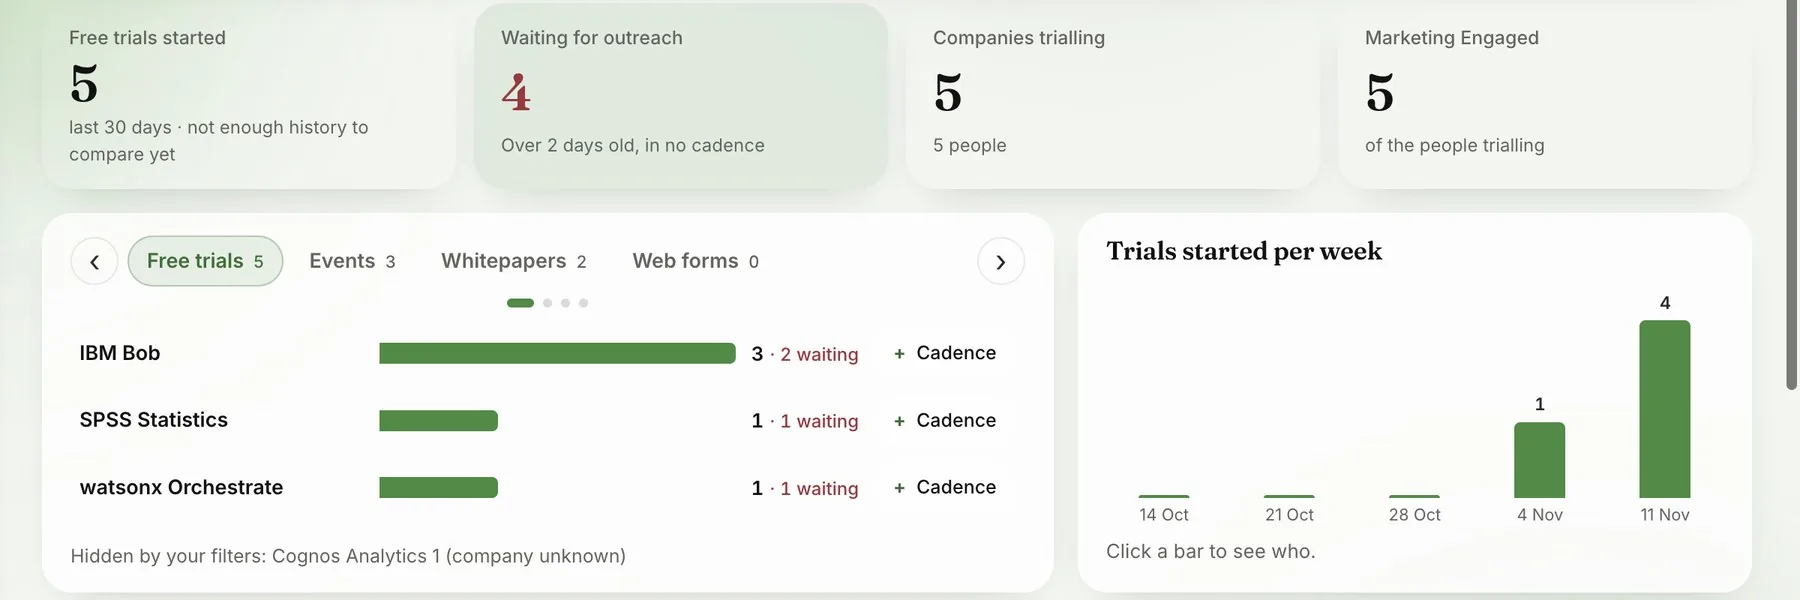 Free trials started
5
last 30 days · not enough history to
compare yet
Waiting for outreach
4
Over 2 days old, in no cadence
Companies trialling
5
5 people
Marketing Engaged
5
of the people trialling
‹ Free trials 5 Events 3 Whitepapers 2 Web forms 0 ›
IBM Bob 3 · 2 waiting + Cadence
SPSS Statistics 1 · 1 waiting + Cadence
watsonx Orchestrate 1 · 1 waiting + Cadence
Hidden by your filters: Cognos Analytics 1 (company unknown)
Trials started per week
4
1
14 Oct 21 Oct 28 Oct 4 Nov 11 Nov
Click a bar to see who.